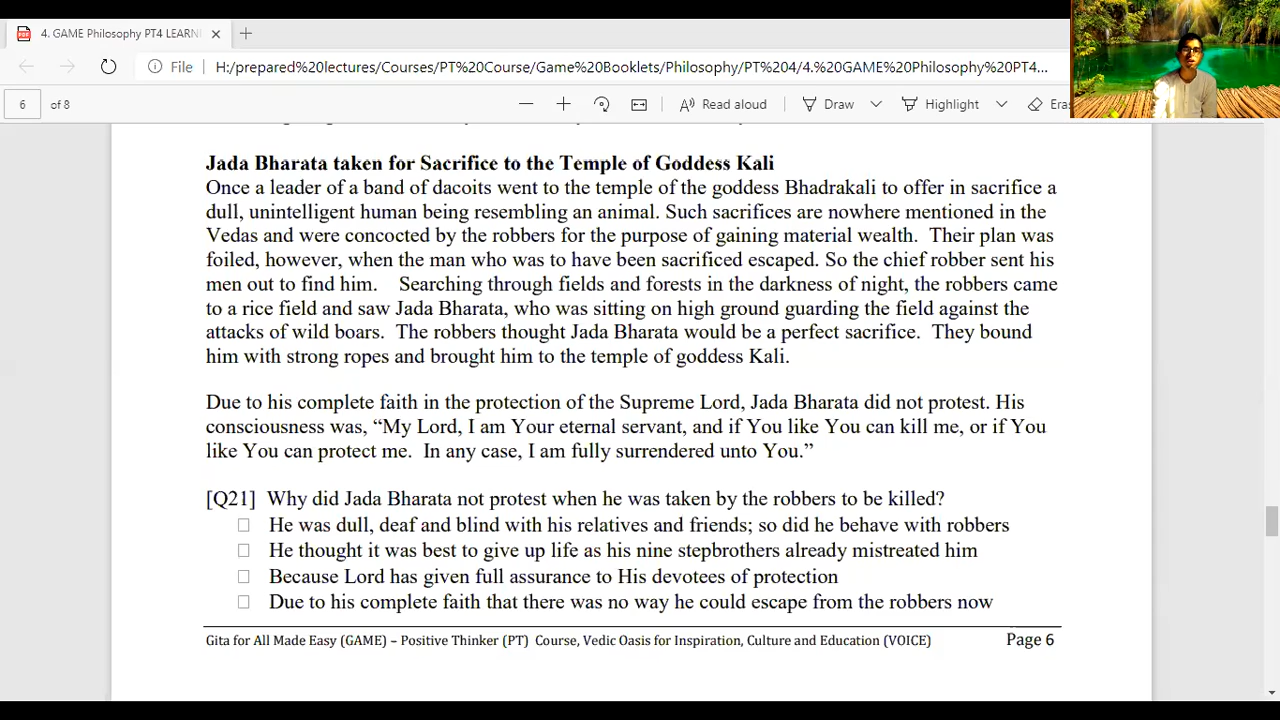 4. GAME Philosophy PT4 LEARN
File
H:/prepared%20lectures/Courses/PT%20Course/Game%20Booklets/Philosophy/PT%204/4.%20GAME%20Philosophy%20PT4...
6 of 8
Read aloud
Draw
Highlight
Eras
Jada Bharata taken for Sacrifice to the Temple of Goddess Kali
Once a leader of a band of dacoits went to the temple of the goddess Bhadrakali to offer in sacrifice a
dull, unintelligent human being resembling an animal. Such sacrifices are nowhere mentioned in the
Vedas and were concocted by the robbers for the purpose of gaining material wealth. Their plan was
foiled, however, when the man who was to have been sacrificed escaped. So the chief robber sent his
men out to find him. Searching through fields and forests in the darkness of night, the robbers came
to a rice field and saw Jada Bharata, who was sitting on high ground guarding the field against the
attacks of wild boars. The robbers thought Jada Bharata would be a perfect sacrifice. They bound
him with strong ropes and brought him to the temple of goddess Kali.
Due to his complete faith in the protection of the Supreme Lord, Jada Bharata did not protest. His
consciousness was, “My Lord, I am Your eternal servant, and if You like You can kill me, or if You
like You can protect me. In any case, I am fully surrendered unto You.”
[Q21] Why did Jada Bharata not protest when he was taken by the robbers to be killed?
He was dull, deaf and blind with his relatives and friends; so did he behave with robbers
He thought it was best to give up life as his nine stepbrothers already mistreated him
Because Lord has given full assurance to His devotees of protection
Due to his complete faith that there was no way he could escape from the robbers now
Gita for All Made Easy (GAME) – Positive Thinker (PT) Course, Vedic Oasis for Inspiration, Culture and Education (VOICE) Page 6